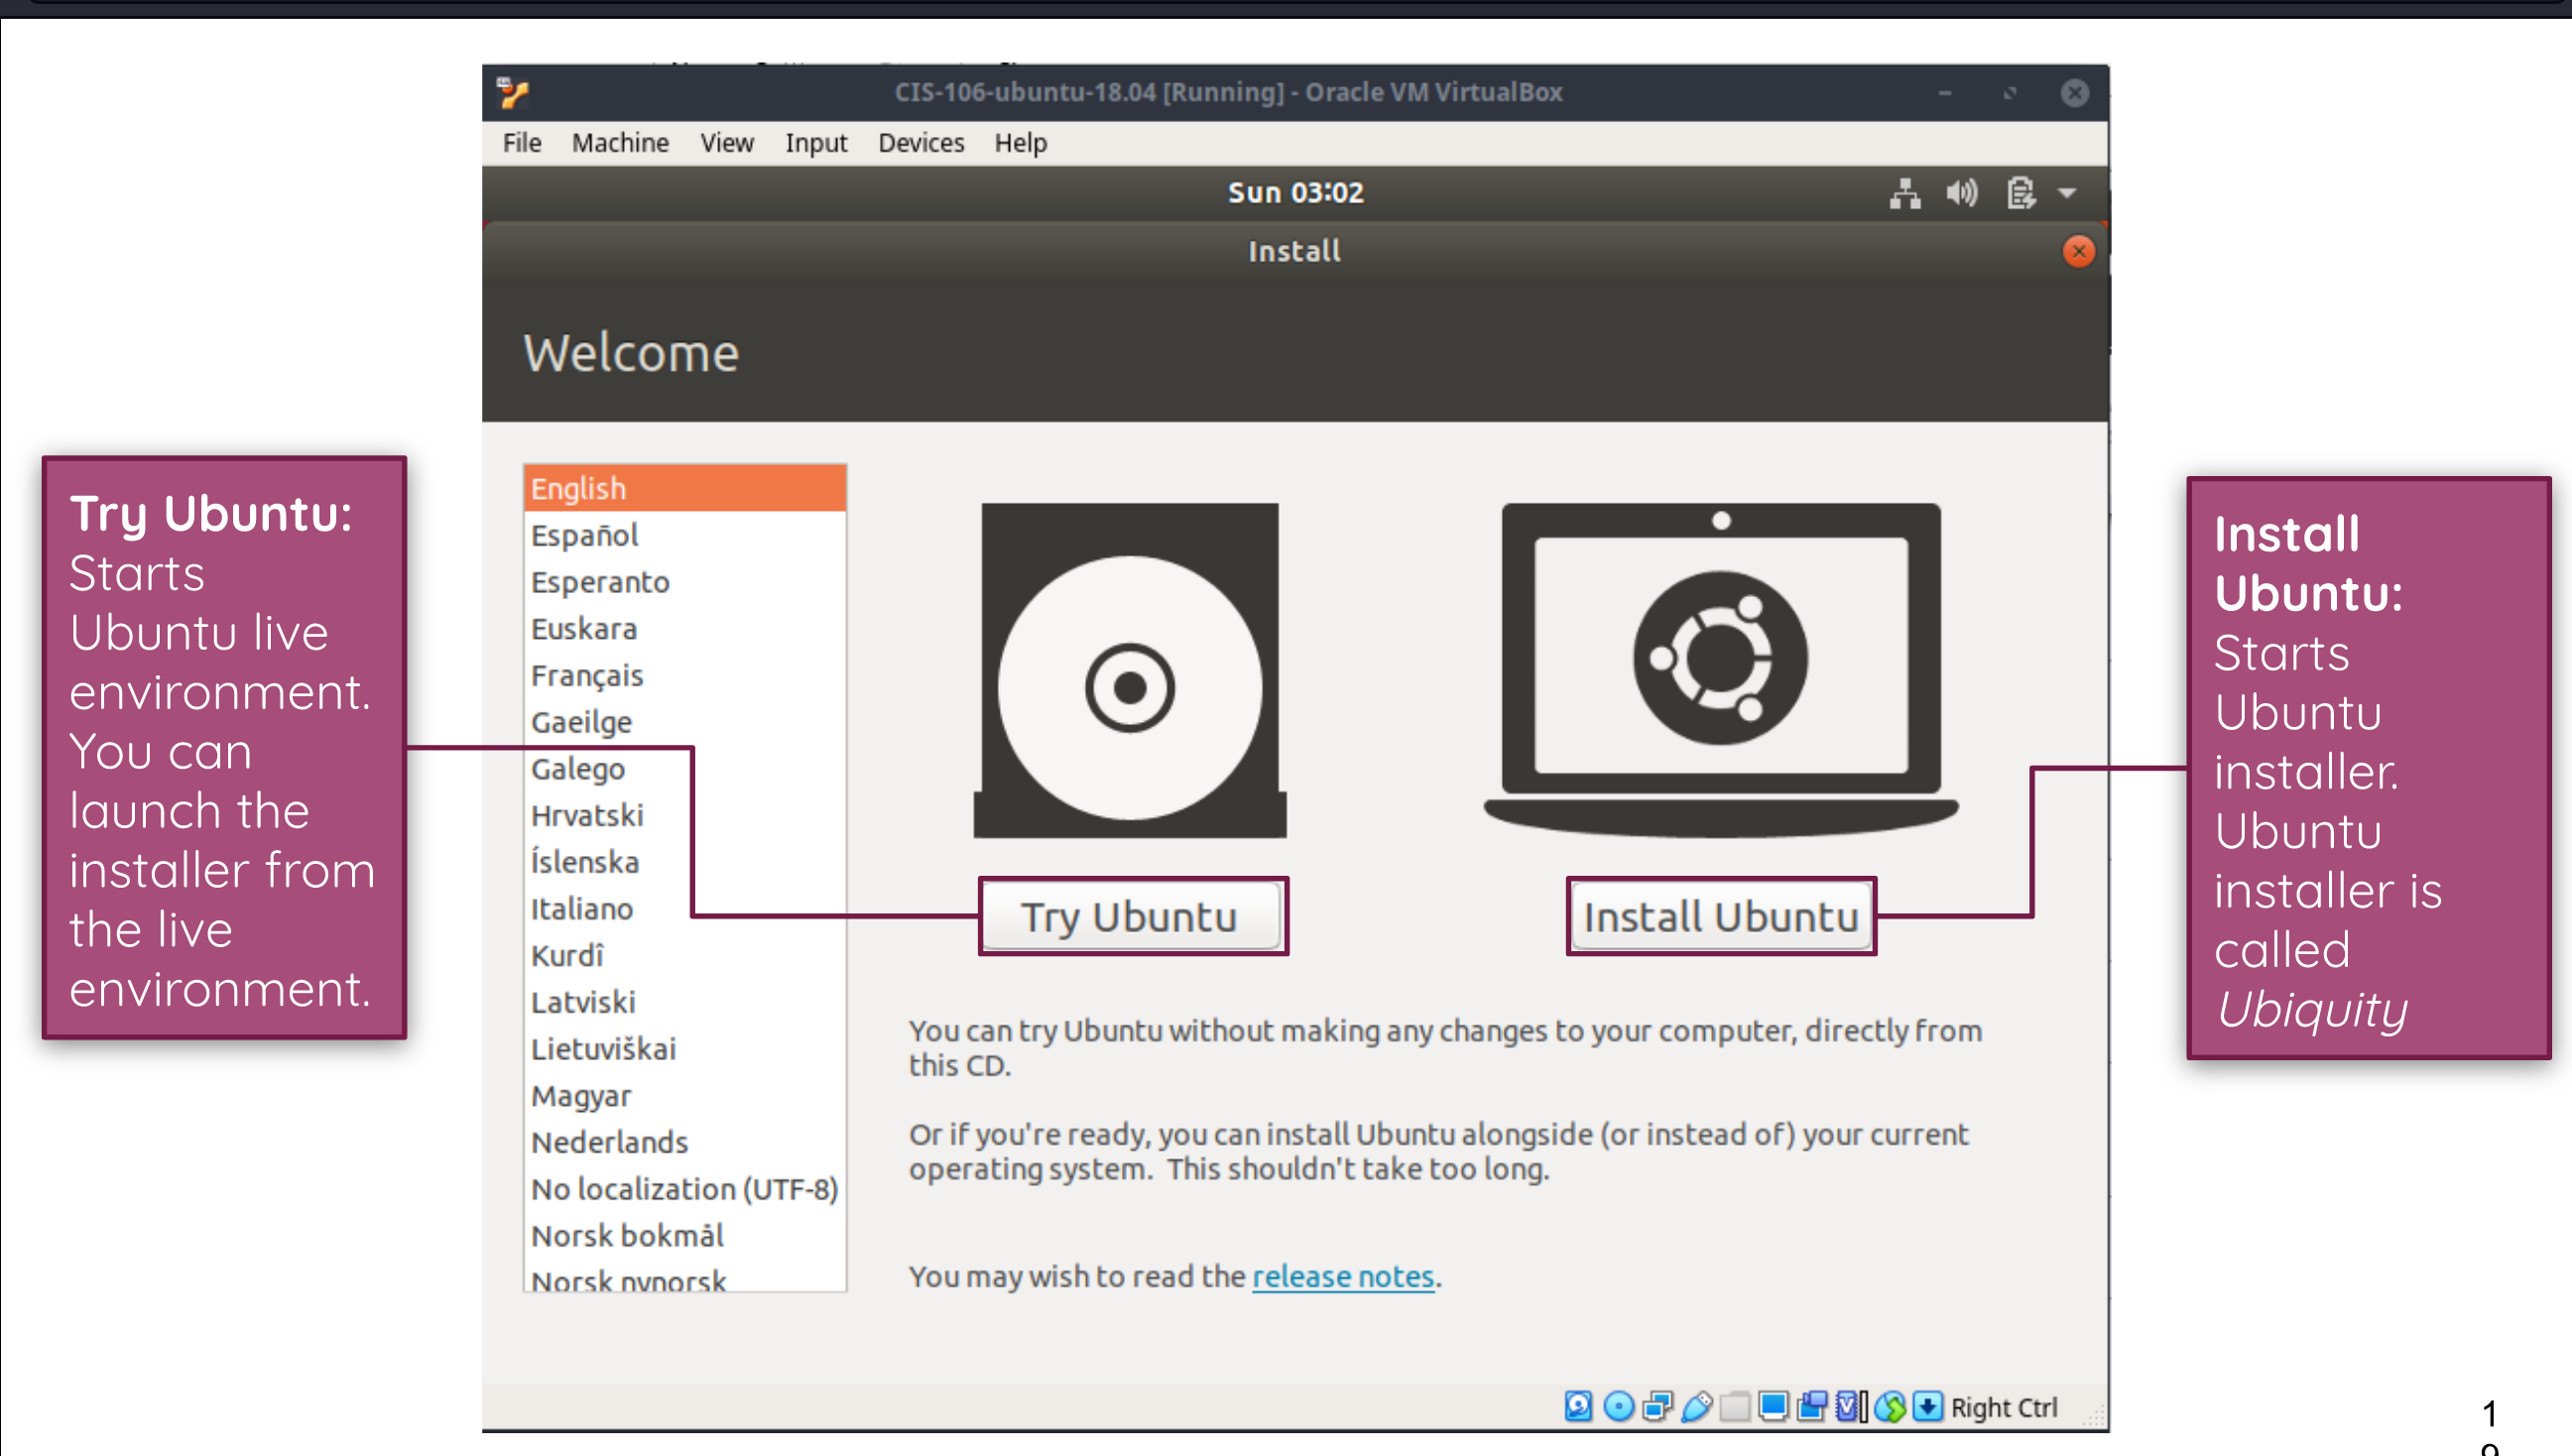 CIS-106-ubuntu-18.04 [Running] - Oracle VM VirtualBox
File Machine View Input Devices Help
Sun 03:02
Install
Welcome
Try Ubuntu:
Starts
Ubuntu live
environment.
You can
launch the
installer from
the live
environment.
English
Español
Esperanto
Euskara
Français
Gaeilge
Galego
Hrvatski
Íslenska
Italiano
Kurdî
Latviski
Lietuviškai
Magyar
Nederlands
No localization (UTF-8)
Norsk bokmål
Norsk nynorsk
Try Ubuntu
Install Ubuntu
You can try Ubuntu without making any changes to your computer, directly from
this CD.
Or if you're ready, you can install Ubuntu alongside (or instead of) your current
operating system. This shouldn't take too long.
You may wish to read the release notes.
Install
Ubuntu:
Starts
Ubuntu
installer.
Ubuntu
installer is
called
Ubiquity
Right Ctrl
1